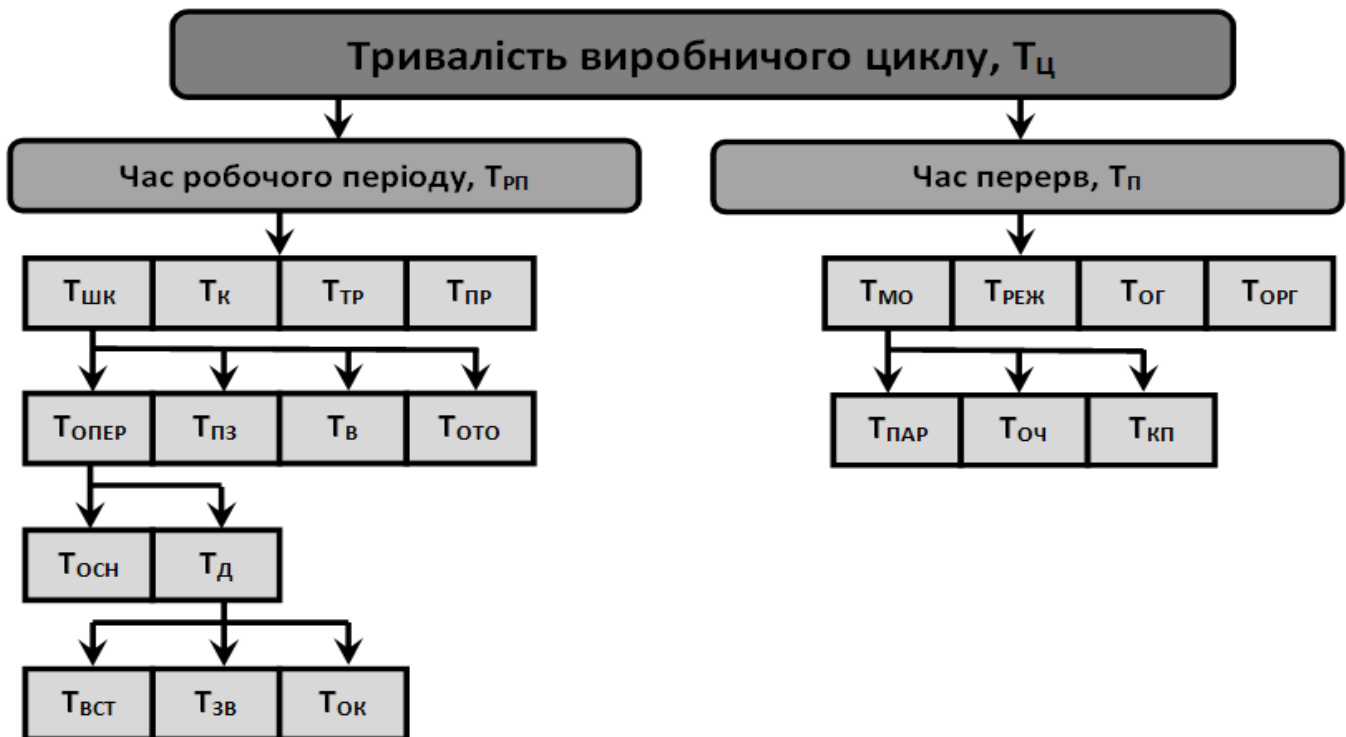 Тривалість виробничого циклу, ТЦ
Час робочого періоду, ТРП
Час перерв, ТП
ТШК ТК ТТР ТПР
ТМО ТРЕЖ ТОГ ТОРГ
ТОПЕР ТПЗ ТВ ТОТО
ТПАР ТОЧ ТКП
ТОСН ТД
ТВСТ ТЗВ ТОК